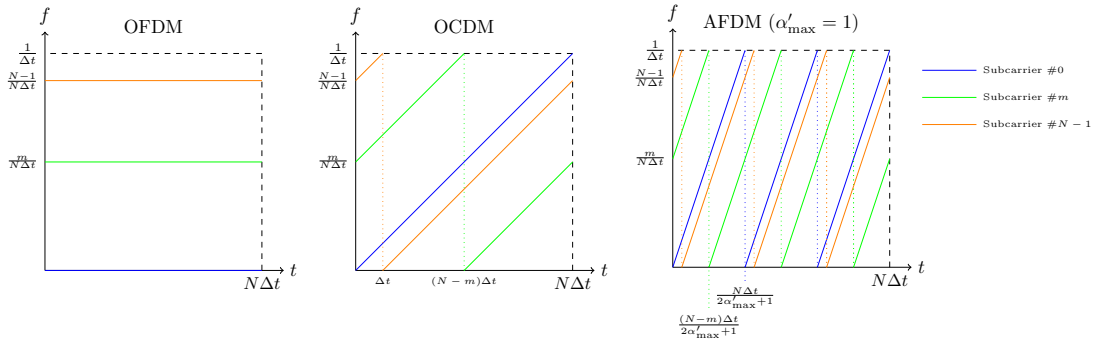 OFDM
f
1/Δt
N−1/NΔt
m/NΔt
t
NΔt
OCDM
f
1/Δt
N−1/NΔt
m/NΔt
t
Δt
(N − m)Δt
NΔt
AFDM (α′max = 1)
f
1/Δt
N−1/NΔt
m/NΔt
t
NΔt
NΔt/2α′max+1
(N−m)Δt/2α′max+1
Subcarrier #0
Subcarrier #m
Subcarrier #N − 1